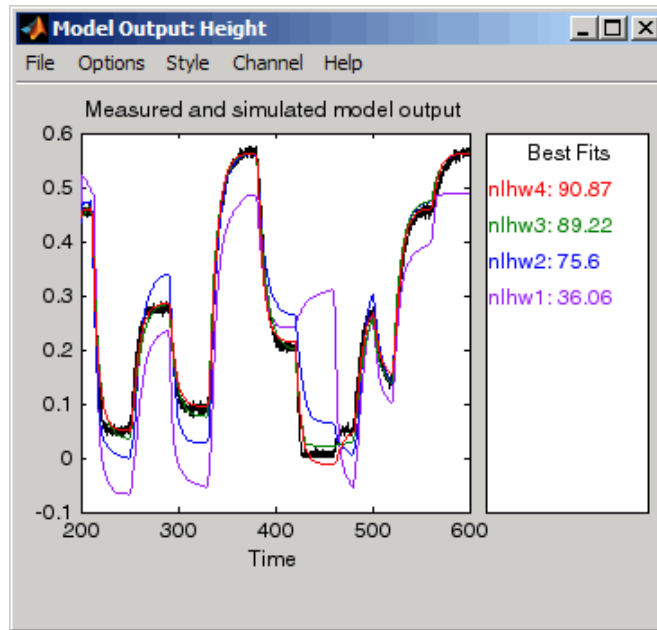 Model Output: Height
File Options Style Channel Help
Measured and simulated model output
0.6
0.5
0.4
0.3
0.2
0.1
0
-0.1
200 300 400 500 600
Time
Best Fits
nlhw4: 90.87
nlhw3: 89.22
nlhw2: 75.6
nlhw1: 36.06